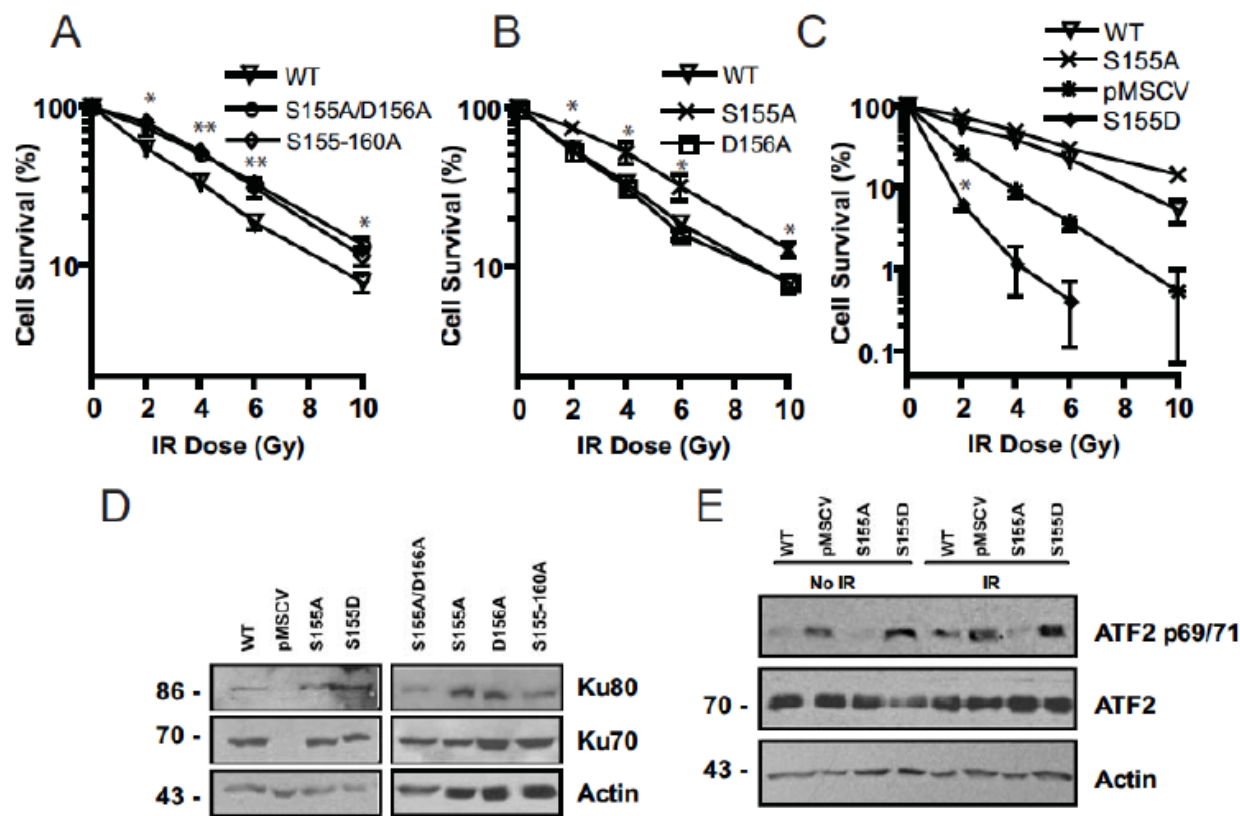 A
WT
S155A/D156A
S155-160A
100
10
Cell Survival (%)
* ** ** *
0 2 4 6 8 10
IR Dose (Gy)
B
WT
S155A
D156A
100
10
Cell Survival (%)
* * * *
0 2 4 6 8 10
IR Dose (Gy)
C
WT
S155A
pMSCV
S155D
100
10
1
0.1
Cell Survival (%)
*
0 2 4 6 8 10
IR Dose (Gy)
D
WT pMSCV S155A S155D S155A/D156A S155A D156A S155-160A
86 - Ku80
70 - Ku70
43 - Actin
E
WT pMSCV S155A S155D WT pMSCV S155A S155D
No IR IR
ATF2 p69/71
70 - ATF2
43 - Actin